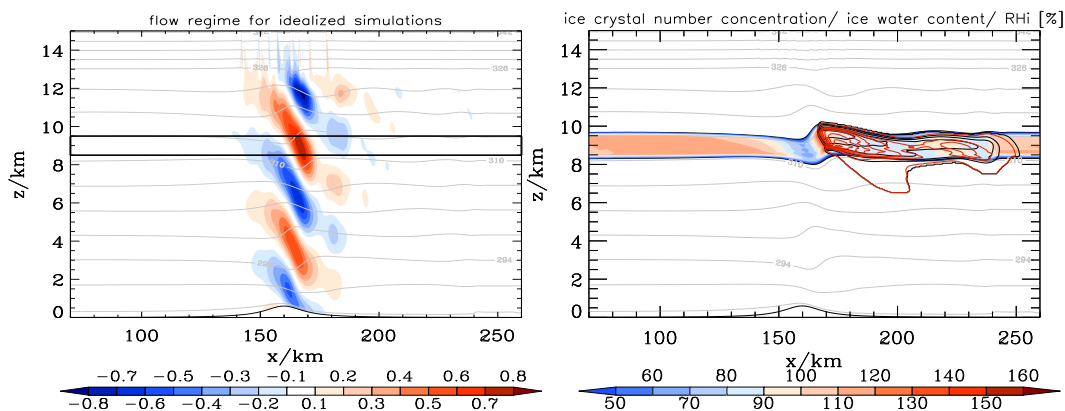 flow regime for idealized simulations
14
12
10
8
6
4
2
0
z/km
326
310
294
100 150 200 250
x/km
−0.7 −0.5 −0.3 −0.1 0.2 0.4 0.6 0.8
−0.8 −0.6 −0.4 −0.2 0.1 0.3 0.5 0.7
ice crystal number concentration/ ice water content/ RHi [%]
14
12
10
8
6
4
2
0
z/km
326
310
294
100 150 200 250
x/km
60 80 100 120 140 160
50 70 90 110 130 150